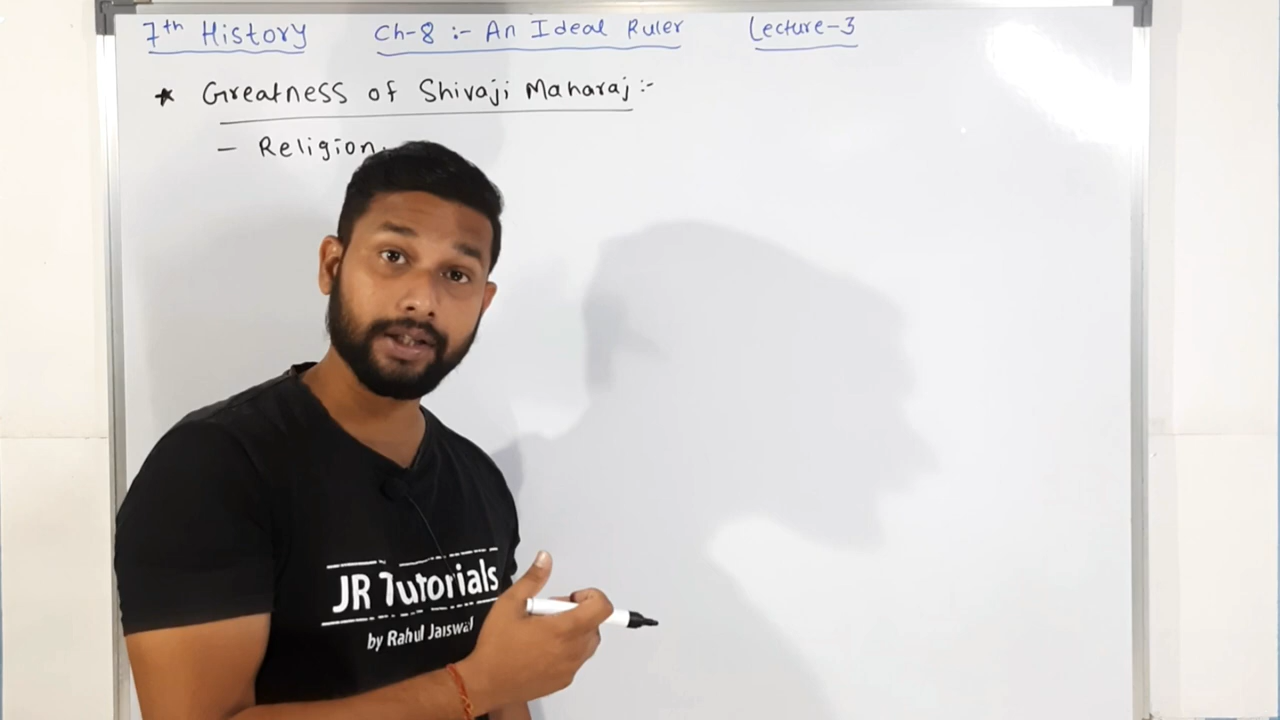 7th History Ch-8 :- An Ideal Ruler Lecture-3
* Greatness of Shivaji Maharaj :-
- Religion
JR Tutorials
by Rahul Jaiswal